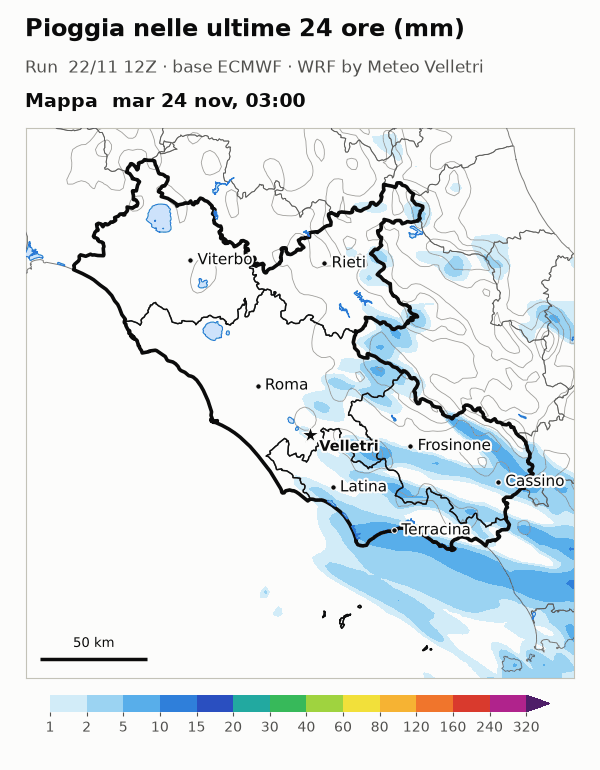 Pioggia nelle ultime 24 ore (mm)
Run  22/11 12Z · base ECMWF · WRF by Meteo Velletri
Mappa  mar 24 nov, 03:00
Viterbo
Rieti
Roma
Velletri
Frosinone
Cassino
Latina
Terracina
50 km
1 2 5 10 15 20 30 40 60 80 120 160 240 320